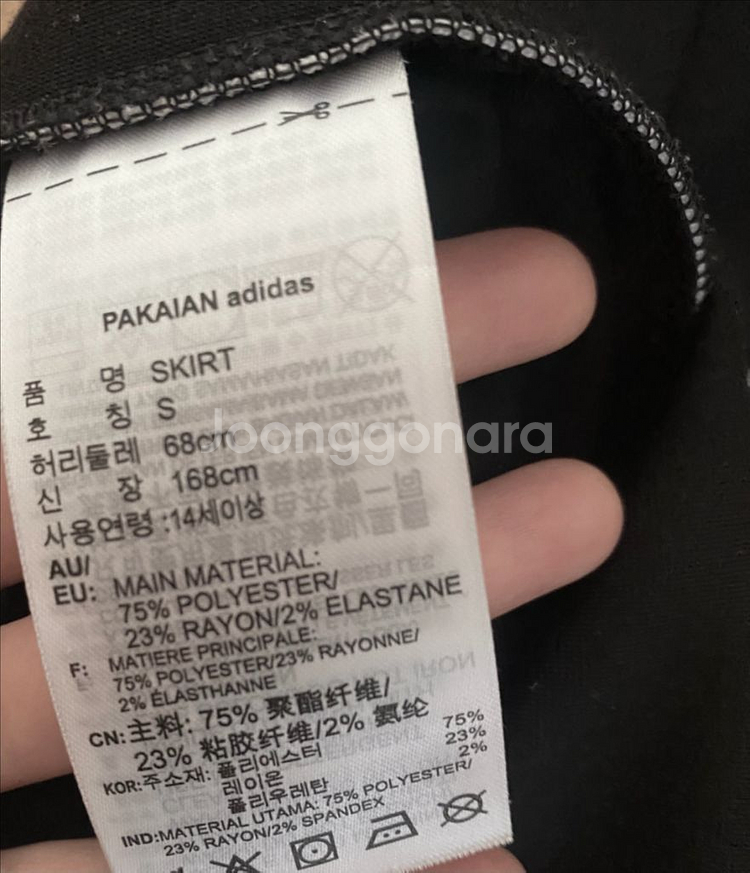 PAKAIAN adidas
품 명 SKIRT
호 칭 S
허리둘레 68cm
Joonggonara
신 장 168cm
사용연령 :14세이상
AU/
EU: MAIN MATERIAL:
75% POLYESTER/
23% RAYON/2% ELASTANE
F: MATIERE PRINCIPALE:
75% POLYESTER/23% RAYONNE/
2% ÉLASTHANNE
CN: 主料: 75% 聚酯纤维/
23% 粘胶纤维/2% 氨纶
KOR: 주소재: 폴리에스터 75%
레이온 23%
폴리우레탄 2%
IND:MATERIAL UTAMA: 75% POLYESTER/
23% RAYON/2% SPANDEX